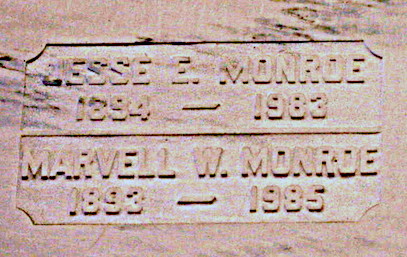 JESSE E. MONROE
1894 — 1983
MARVELL W. MONROE
1893 — 1985